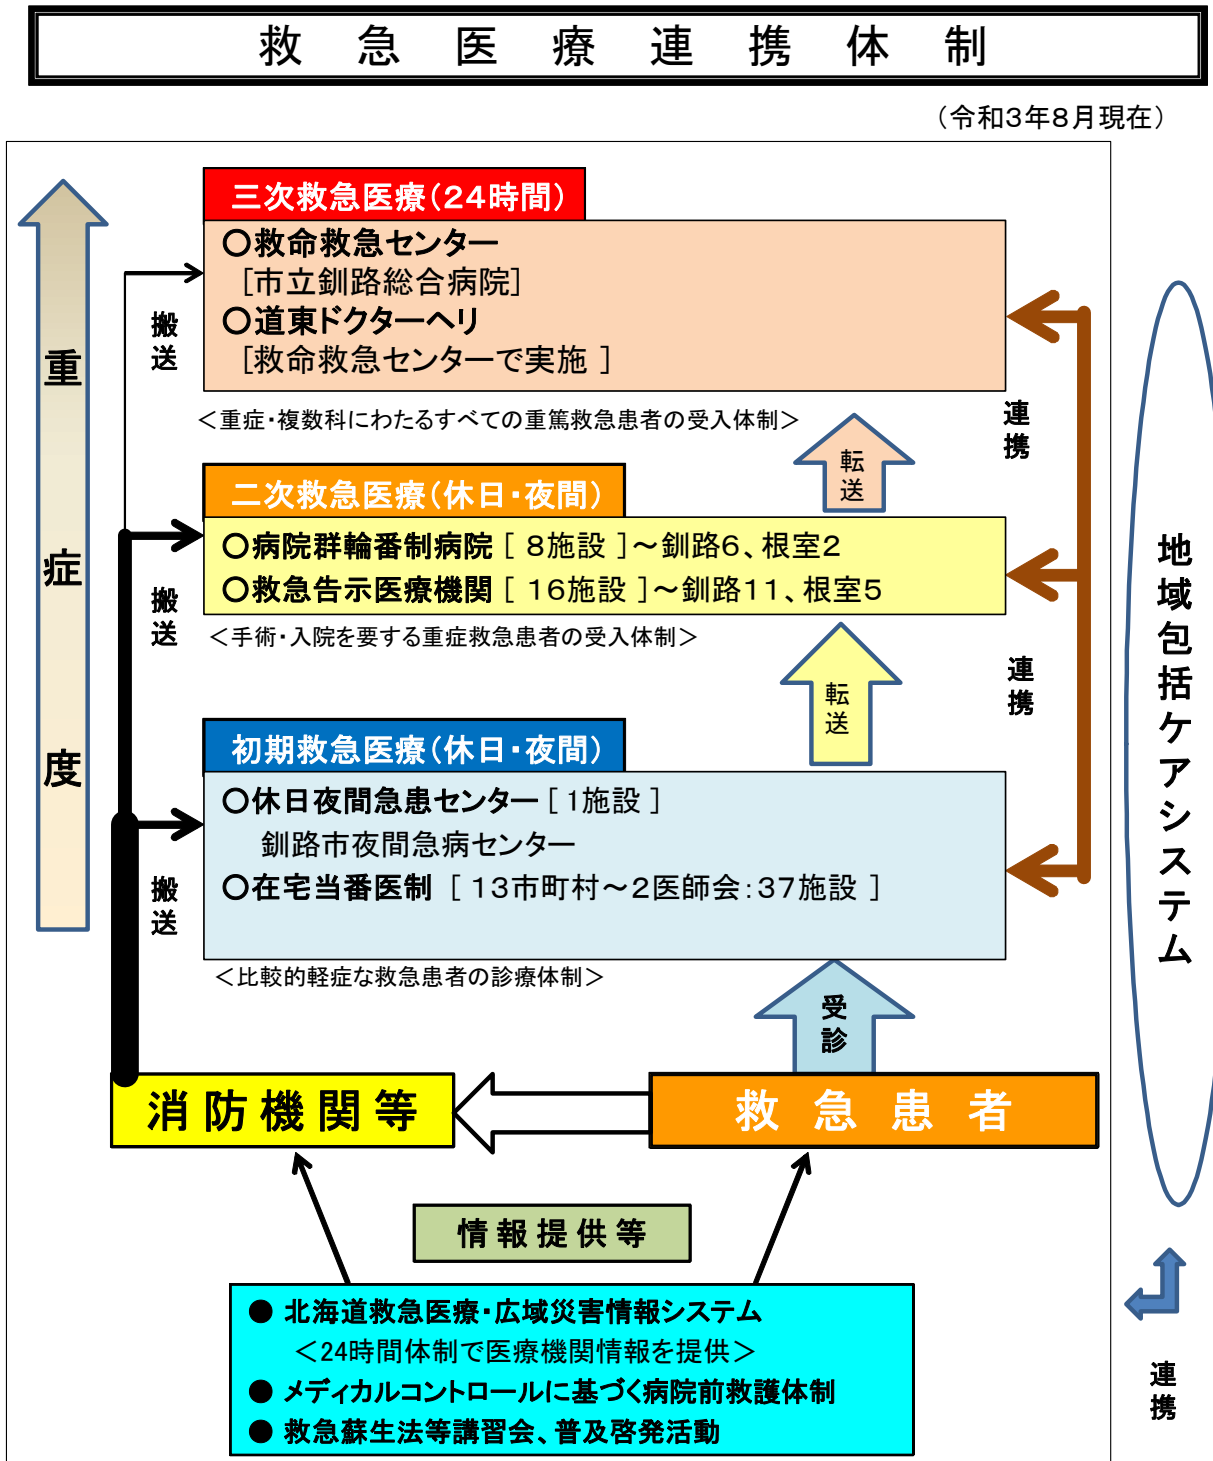 救急医療連携体制
（令和3年8月現在）
重症度
三次救急医療（24時間）
○救命救急センター
［市立釧路総合病院］
○道東ドクターヘリ
［救命救急センターで実施 ］
搬送
＜重症・複数科にわたるすべての重篤救急患者の受入体制＞
転送
連携
二次救急医療（休日・夜間）
○病院群輪番制病院［ 8施設 ］～釧路6、根室2
○救急告示医療機関［ 16施設 ］～釧路11、根室5
搬送
＜手術・入院を要する重症救急患者の受入体制＞
転送
連携
初期救急医療（休日・夜間）
○休日夜間急患センター［ 1施設 ］
釧路市夜間急病センター
○在宅当番医制 ［ 13市町村～2医師会：37施設 ］
搬送
＜比較的軽症な救急患者の診療体制＞
受診
地域包括ケアシステム
消防機関等
救急患者
情報提供等
● 北海道救急医療・広域災害情報システム
＜24時間体制で医療機関情報を提供＞
● メディカルコントロールに基づく病院前救護体制
● 救急蘇生法等講習会、普及啓発活動
連携